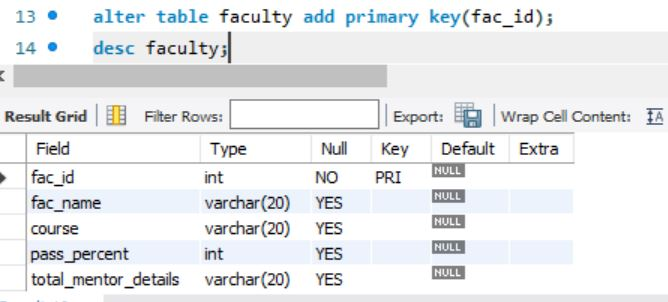 13 alter table faculty add primary key(fac_id);
14 desc faculty;
Result Grid Filter Rows: Export: Wrap Cell Content: IA
Field Type Null Key Default Extra
fac_id int NO PRI NULL
fac_name varchar(20) YES NULL
course varchar(20) YES NULL
pass_percent int YES NULL
total_mentor_details varchar(20) YES NULL